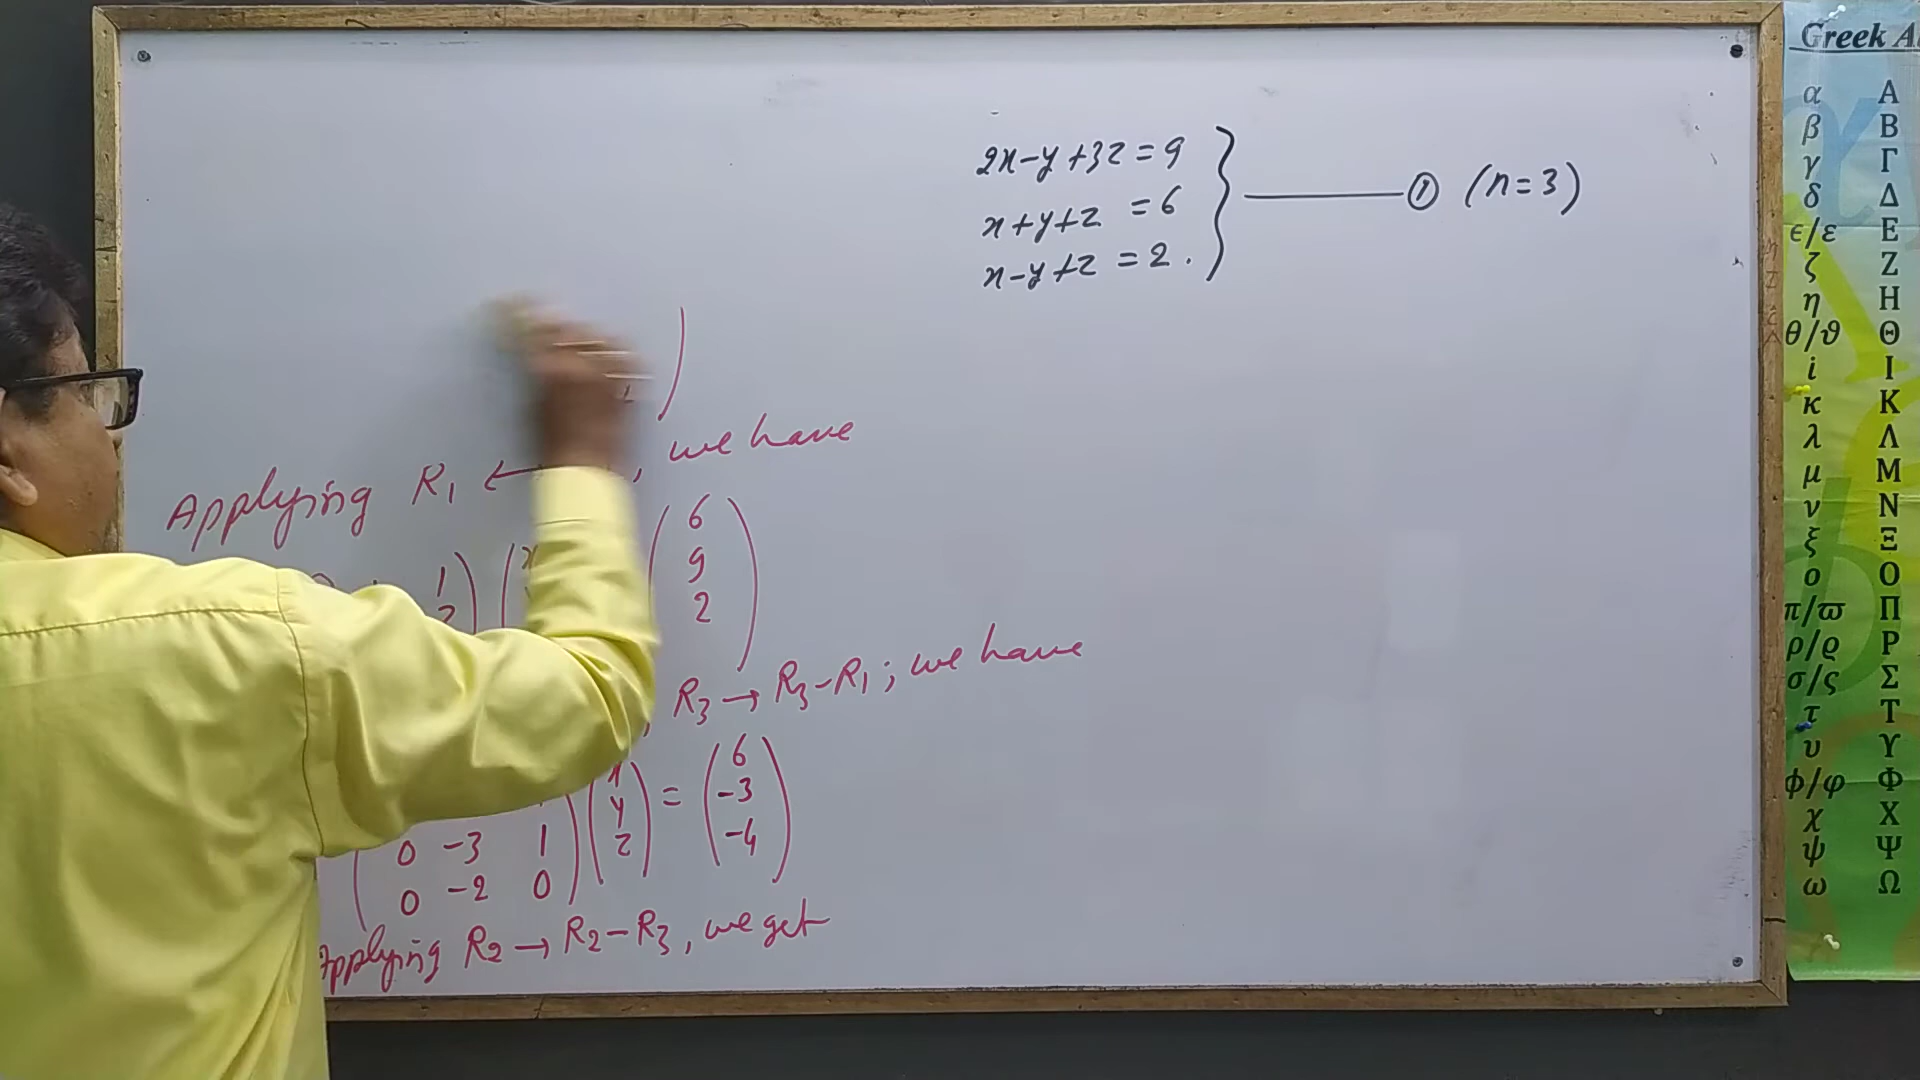 2x-y+3z=9
x+y+z =6
x-y+z =2.
① (n=3)
Applying R1 ←
, we have
1
x
6
9
2
R3→R3-R1; we have
y
z
=
6
-3
-4
0 -3 1
0 -2 0
Applying R2→R2-R3, we get
Greek A
α Α
β Β
γ Γ
δ Δ
ϵ/ε Ε
ζ Ζ
η Η
θ/ϑ Θ
i Ι
κ Κ
λ Λ
μ Μ
ν Ν
ξ Ξ
ο Ο
π/ϖ Π
ρ/ϱ Ρ
σ/ς Σ
τ Τ
υ Υ
ϕ/φ Φ
χ Χ
ψ Ψ
ω Ω